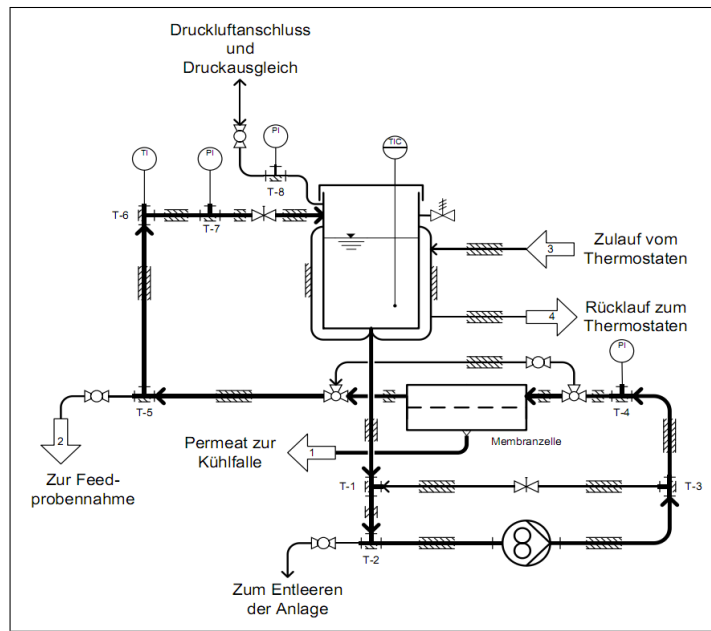 Druckluftanschluss
und
Druckausgleich
TI
PI
PI
TIC
T-8
T-6
T-7
3
Zulauf vom
Thermostaten
4
Rücklauf zum
Thermostaten
PI
T-5
T-4
2
Zur Feed-
probennahme
Permeat zur
Kühlfalle
1
Membranzelle
T-1
T-3
T-2
Zum Entleeren
der Anlage